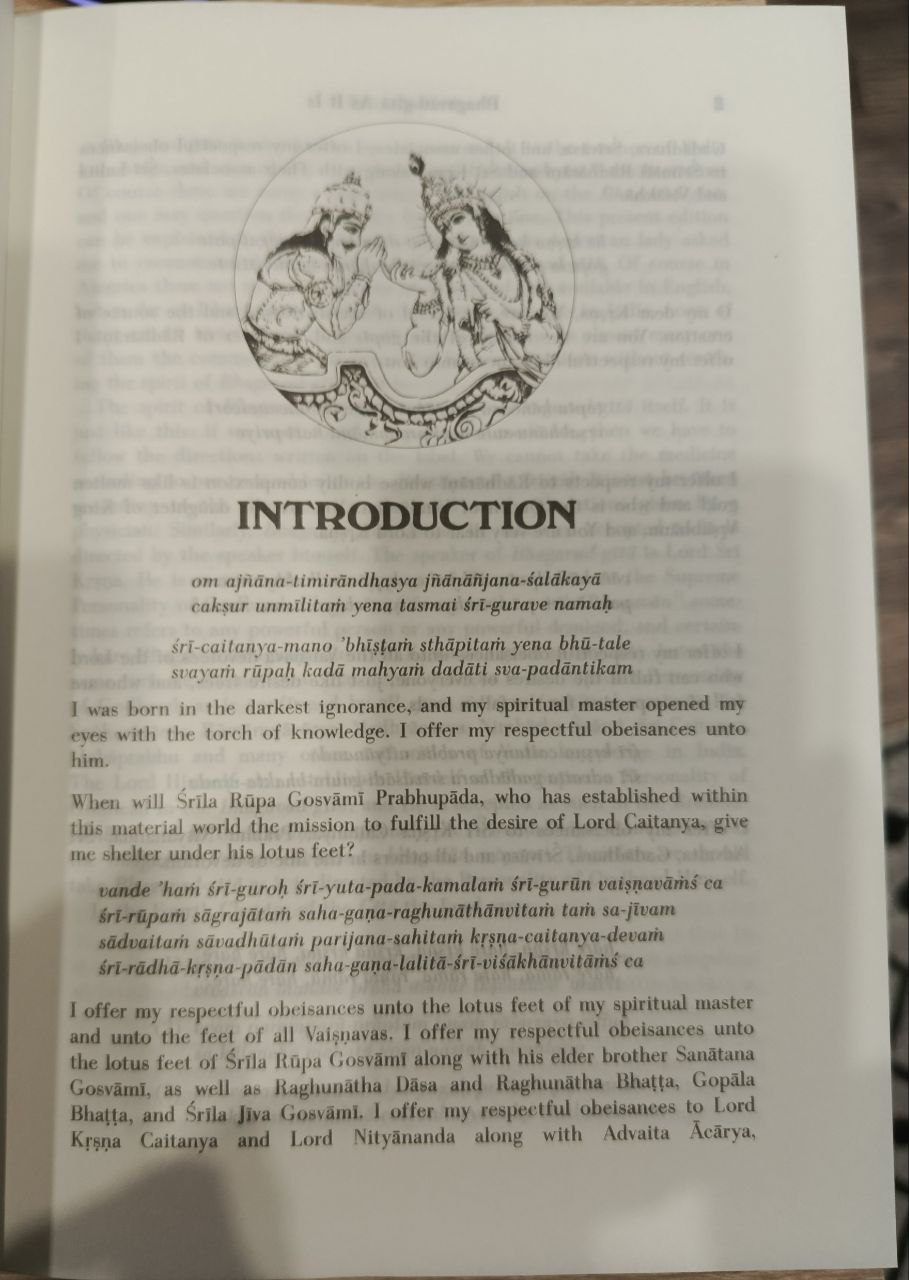 INTRODUCTION
om ajñāna-timirāndhasya jñānāñjana-śalākayā
cakṣur unmīlitaṁ yena tasmai śrī-gurave namaḥ
śrī-caitanya-mano ’bhīṣṭaṁ sthāpitaṁ yena bhū-tale
svayaṁ rūpaḥ kadā mahyaṁ dadāti sva-padāntikam
I was born in the darkest ignorance, and my spiritual master opened my
eyes with the torch of knowledge. I offer my respectful obeisances unto
him.
When will Śrīla Rūpa Gosvāmī Prabhupāda, who has established within
this material world the mission to fulfill the desire of Lord Caitanya, give
me shelter under his lotus feet?
vande ’haṁ śrī-guroḥ śrī-yuta-pada-kamalaṁ śrī-gurūn vaiṣṇavāṁś ca
śrī-rūpaṁ sāgrajātaṁ saha-gaṇa-raghunāthānvitaṁ taṁ sa-jīvam
sādvaitaṁ sāvadhūtaṁ parijana-sahitaṁ kṛṣṇa-caitanya-devaṁ
śrī-rādhā-kṛṣṇa-pādān saha-gaṇa-lalitā-śrī-viśākhānvitāṁś ca
I offer my respectful obeisances unto the lotus feet of my spiritual master
and unto the feet of all Vaiṣṇavas. I offer my respectful obeisances unto
the lotus feet of Śrīla Rūpa Gosvāmī along with his elder brother Sanātana
Gosvāmī, as well as Raghunātha Dāsa and Raghunātha Bhaṭṭa, Gopāla
Bhaṭṭa, and Śrīla Jīva Gosvāmī. I offer my respectful obeisances to Lord
Kṛṣṇa Caitanya and Lord Nityānanda along with Advaita Ācārya,